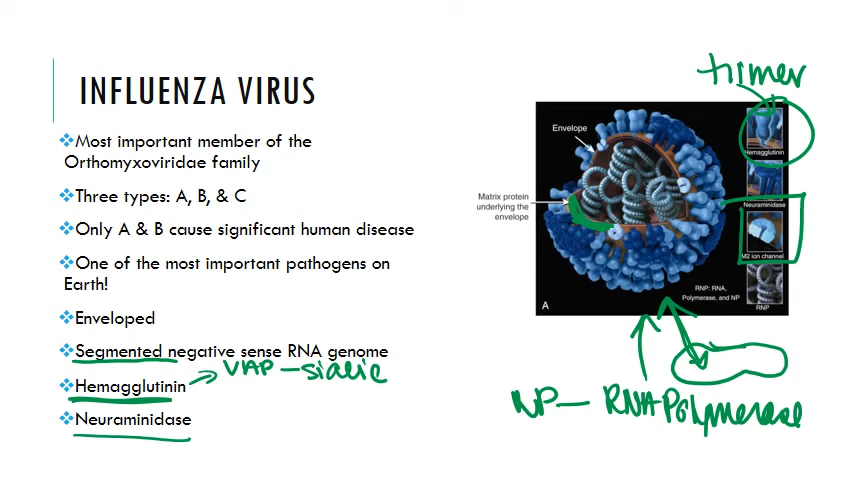 INFLUENZA VIRUS
Most important member of the
Orthomyxoviridae family
Three types: A, B, & C
Only A & B cause significant human disease
One of the most important pathogens on
Earth!
Enveloped
Segmented negative sense RNA genome
Hemagglutinin
VAP - sialic
Neuraminidase
trimer
Envelope
Hemagglutinin
Matrix protein
underlying the
envelope
Neuraminidase
M2 ion channel
RNP: RNA,
Polymerase, and NP
RNP
A
NP - RNA Polymerase